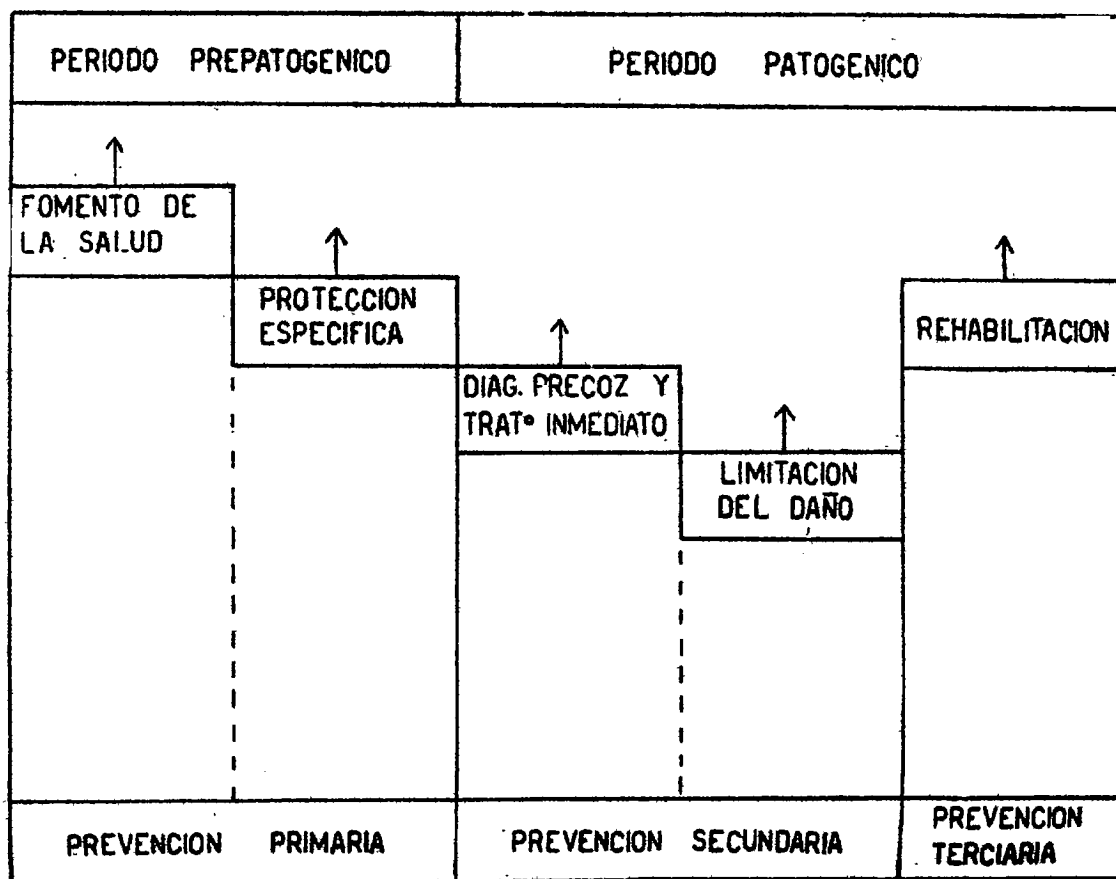 PERIODO PREPATOGENICO
PERIODO PATOGENICO
FOMENTO DE
LA SALUD
PROTECCION
ESPECIFICA
DIAG. PRECOZ Y
TRATº INMEDIATO
LIMITACION
DEL DAÑO
REHABILITACION
PREVENCION PRIMARIA
PREVENCION SECUNDARIA
PREVENCION
TERCIARIA